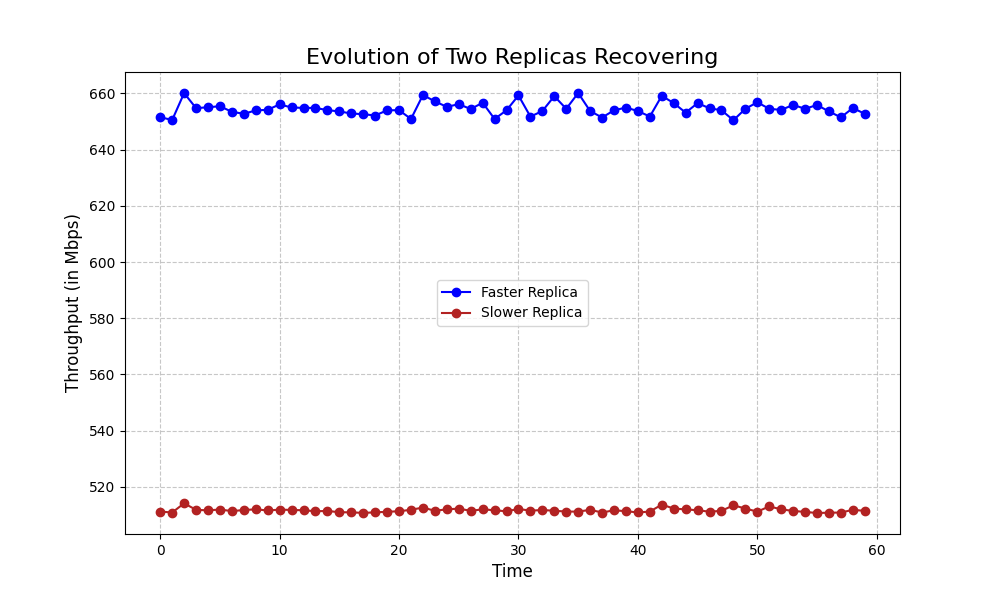 Evolution of Two Replicas Recovering
Throughput (in Mbps)
660
640
620
600
580
560
540
520
Faster Replica
Slower Replica
0 10 20 30 40 50 60
Time